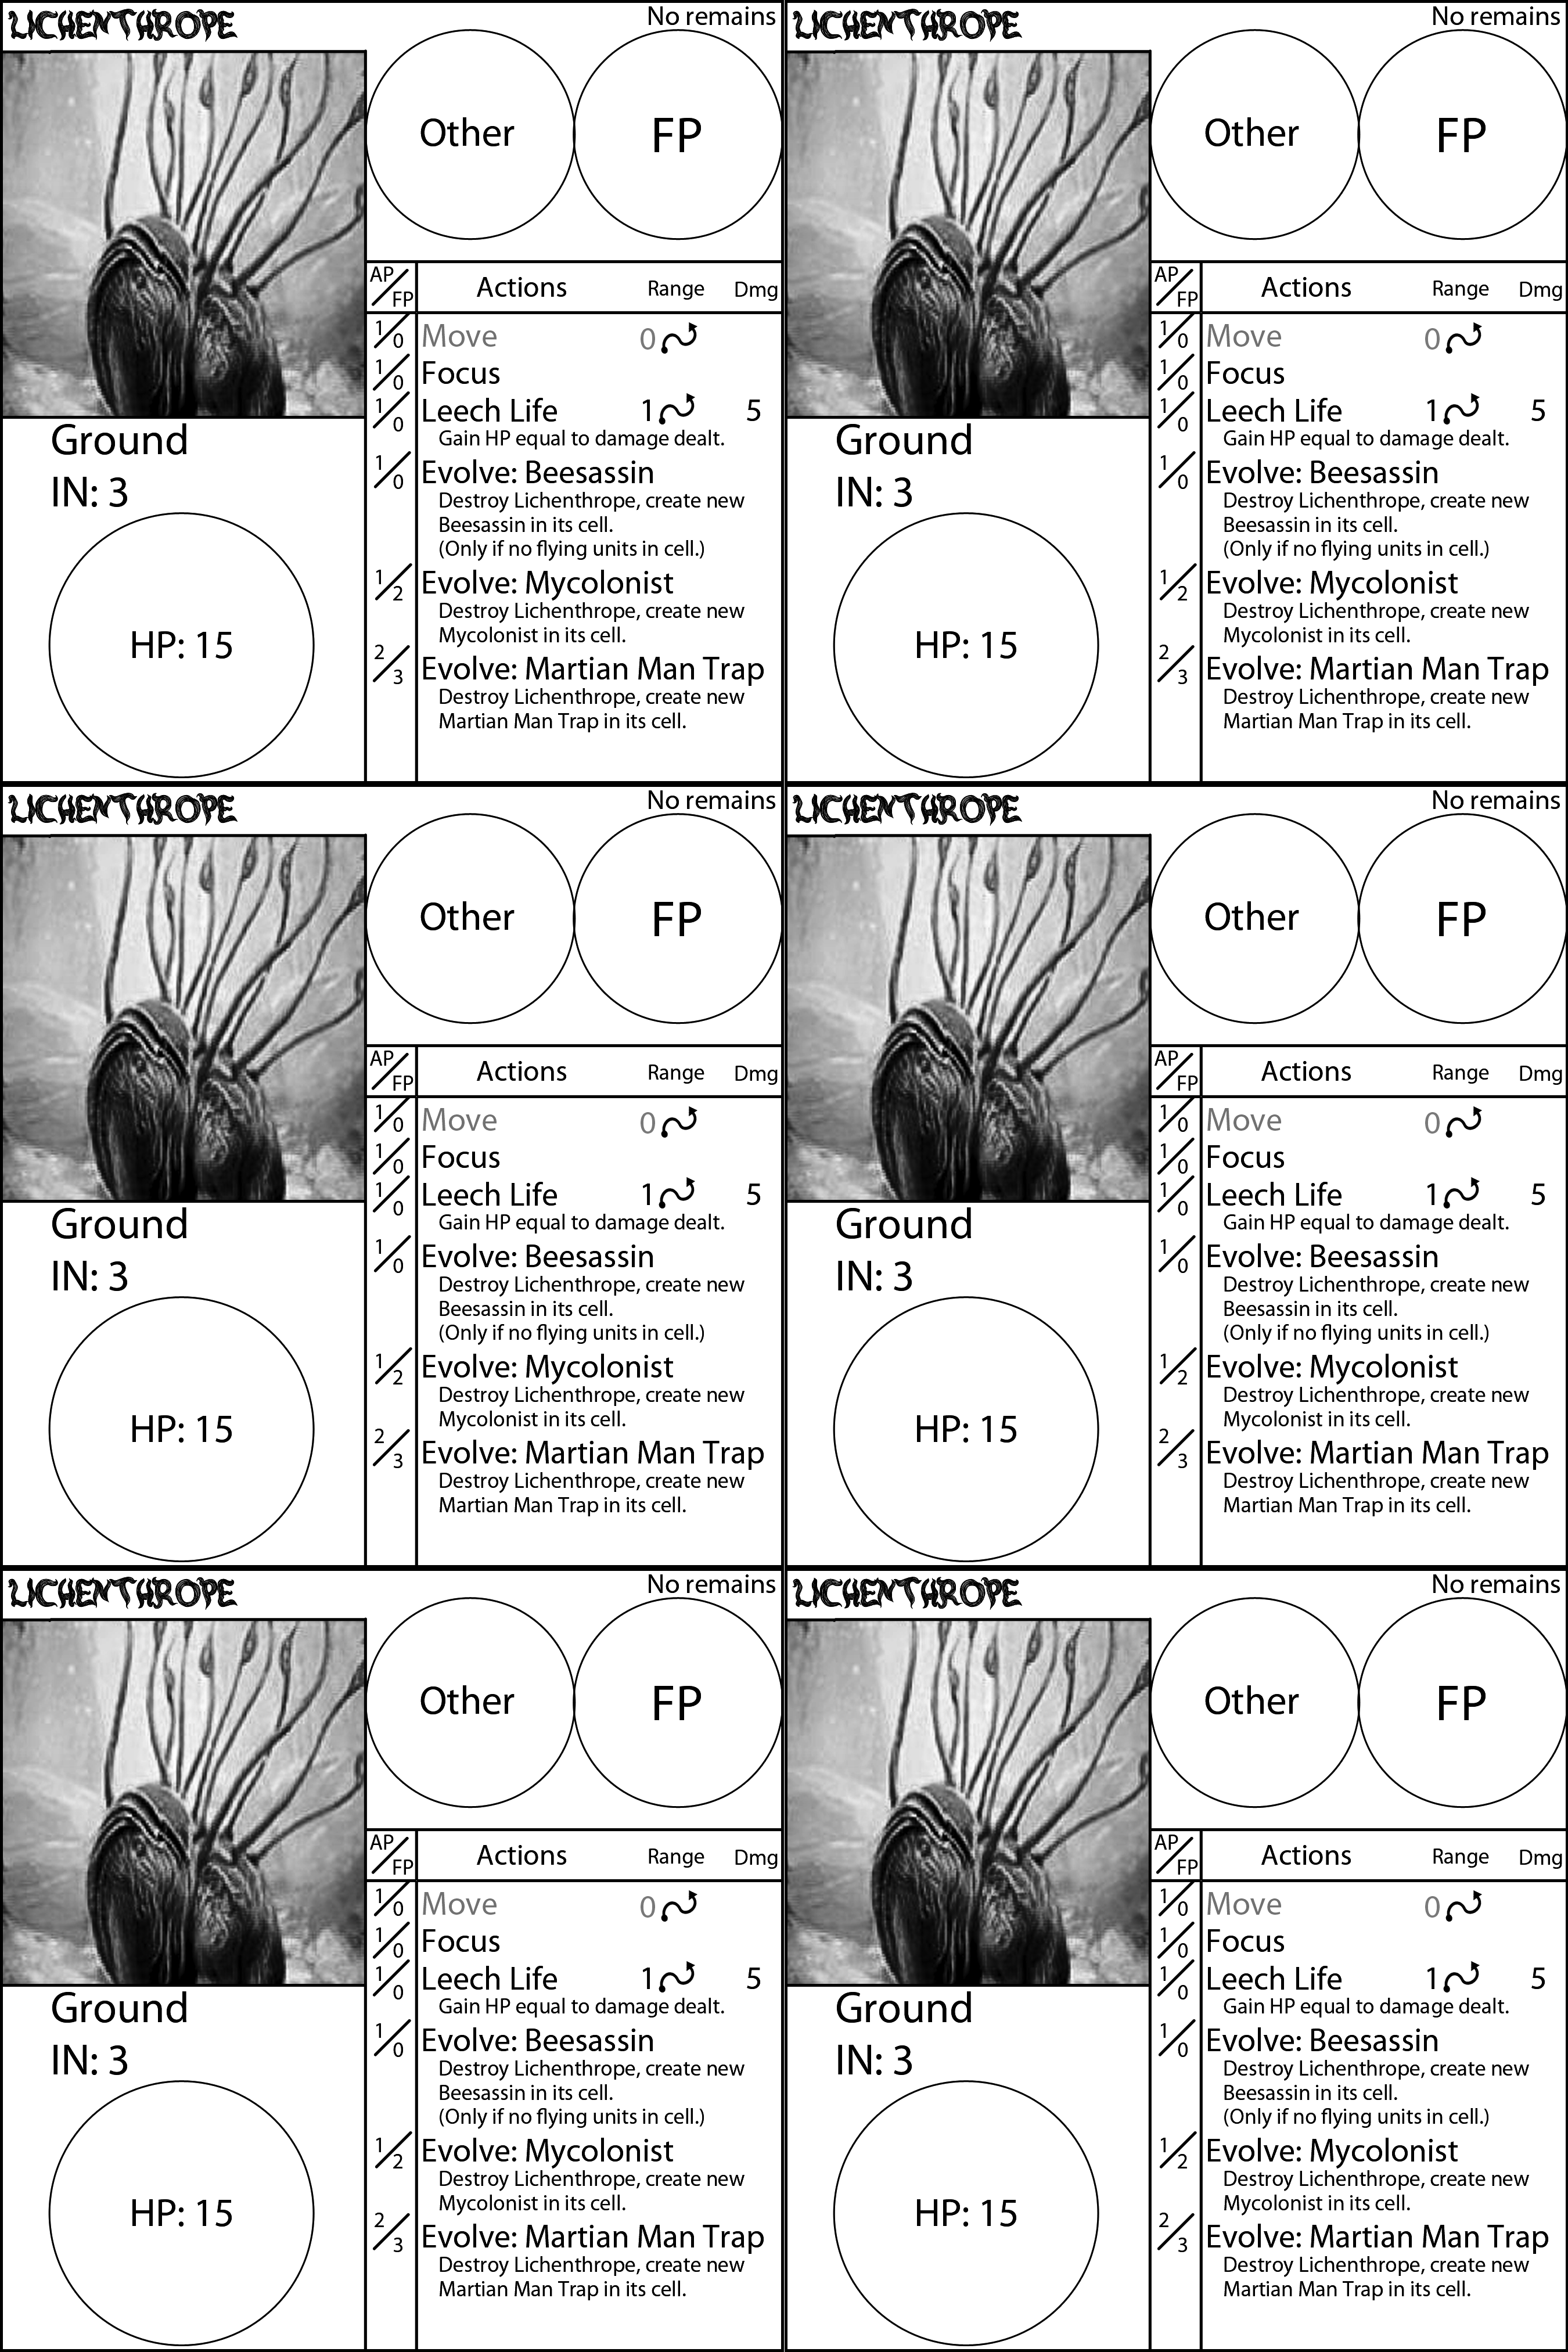 LICHENTHROPE No remains
Other FP
AP/FP Actions Range Dmg
1/0 Move 0
1/0 Focus
1/0 Leech Life 1 5
Gain HP equal to damage dealt.
1/0 Evolve: Beesassin
Destroy Lichenthrope, create new
Beesassin in its cell.
(Only if no flying units in cell.)
1/2 Evolve: Mycolonist
Destroy Lichenthrope, create new
Mycolonist in its cell.
2/3 Evolve: Martian Man Trap
Destroy Lichenthrope, create new
Martian Man Trap in its cell.
Ground
IN: 3
HP: 15
LICHENTHROPE No remains
Other FP
AP/FP Actions Range Dmg
1/0 Move 0
1/0 Focus
1/0 Leech Life 1 5
Gain HP equal to damage dealt.
1/0 Evolve: Beesassin
Destroy Lichenthrope, create new
Beesassin in its cell.
(Only if no flying units in cell.)
1/2 Evolve: Mycolonist
Destroy Lichenthrope, create new
Mycolonist in its cell.
2/3 Evolve: Martian Man Trap
Destroy Lichenthrope, create new
Martian Man Trap in its cell.
Ground
IN: 3
HP: 15
LICHENTHROPE No remains
Other FP
AP/FP Actions Range Dmg
1/0 Move 0
1/0 Focus
1/0 Leech Life 1 5
Gain HP equal to damage dealt.
1/0 Evolve: Beesassin
Destroy Lichenthrope, create new
Beesassin in its cell.
(Only if no flying units in cell.)
1/2 Evolve: Mycolonist
Destroy Lichenthrope, create new
Mycolonist in its cell.
2/3 Evolve: Martian Man Trap
Destroy Lichenthrope, create new
Martian Man Trap in its cell.
Ground
IN: 3
HP: 15
LICHENTHROPE No remains
Other FP
AP/FP Actions Range Dmg
1/0 Move 0
1/0 Focus
1/0 Leech Life 1 5
Gain HP equal to damage dealt.
1/0 Evolve: Beesassin
Destroy Lichenthrope, create new
Beesassin in its cell.
(Only if no flying units in cell.)
1/2 Evolve: Mycolonist
Destroy Lichenthrope, create new
Mycolonist in its cell.
2/3 Evolve: Martian Man Trap
Destroy Lichenthrope, create new
Martian Man Trap in its cell.
Ground
IN: 3
HP: 15
LICHENTHROPE No remains
Other FP
AP/FP Actions Range Dmg
1/0 Move 0
1/0 Focus
1/0 Leech Life 1 5
Gain HP equal to damage dealt.
1/0 Evolve: Beesassin
Destroy Lichenthrope, create new
Beesassin in its cell.
(Only if no flying units in cell.)
1/2 Evolve: Mycolonist
Destroy Lichenthrope, create new
Mycolonist in its cell.
2/3 Evolve: Martian Man Trap
Destroy Lichenthrope, create new
Martian Man Trap in its cell.
Ground
IN: 3
HP: 15
LICHENTHROPE No remains
Other FP
AP/FP Actions Range Dmg
1/0 Move 0
1/0 Focus
1/0 Leech Life 1 5
Gain HP equal to damage dealt.
1/0 Evolve: Beesassin
Destroy Lichenthrope, create new
Beesassin in its cell.
(Only if no flying units in cell.)
1/2 Evolve: Mycolonist
Destroy Lichenthrope, create new
Mycolonist in its cell.
2/3 Evolve: Martian Man Trap
Destroy Lichenthrope, create new
Martian Man Trap in its cell.
Ground
IN: 3
HP: 15